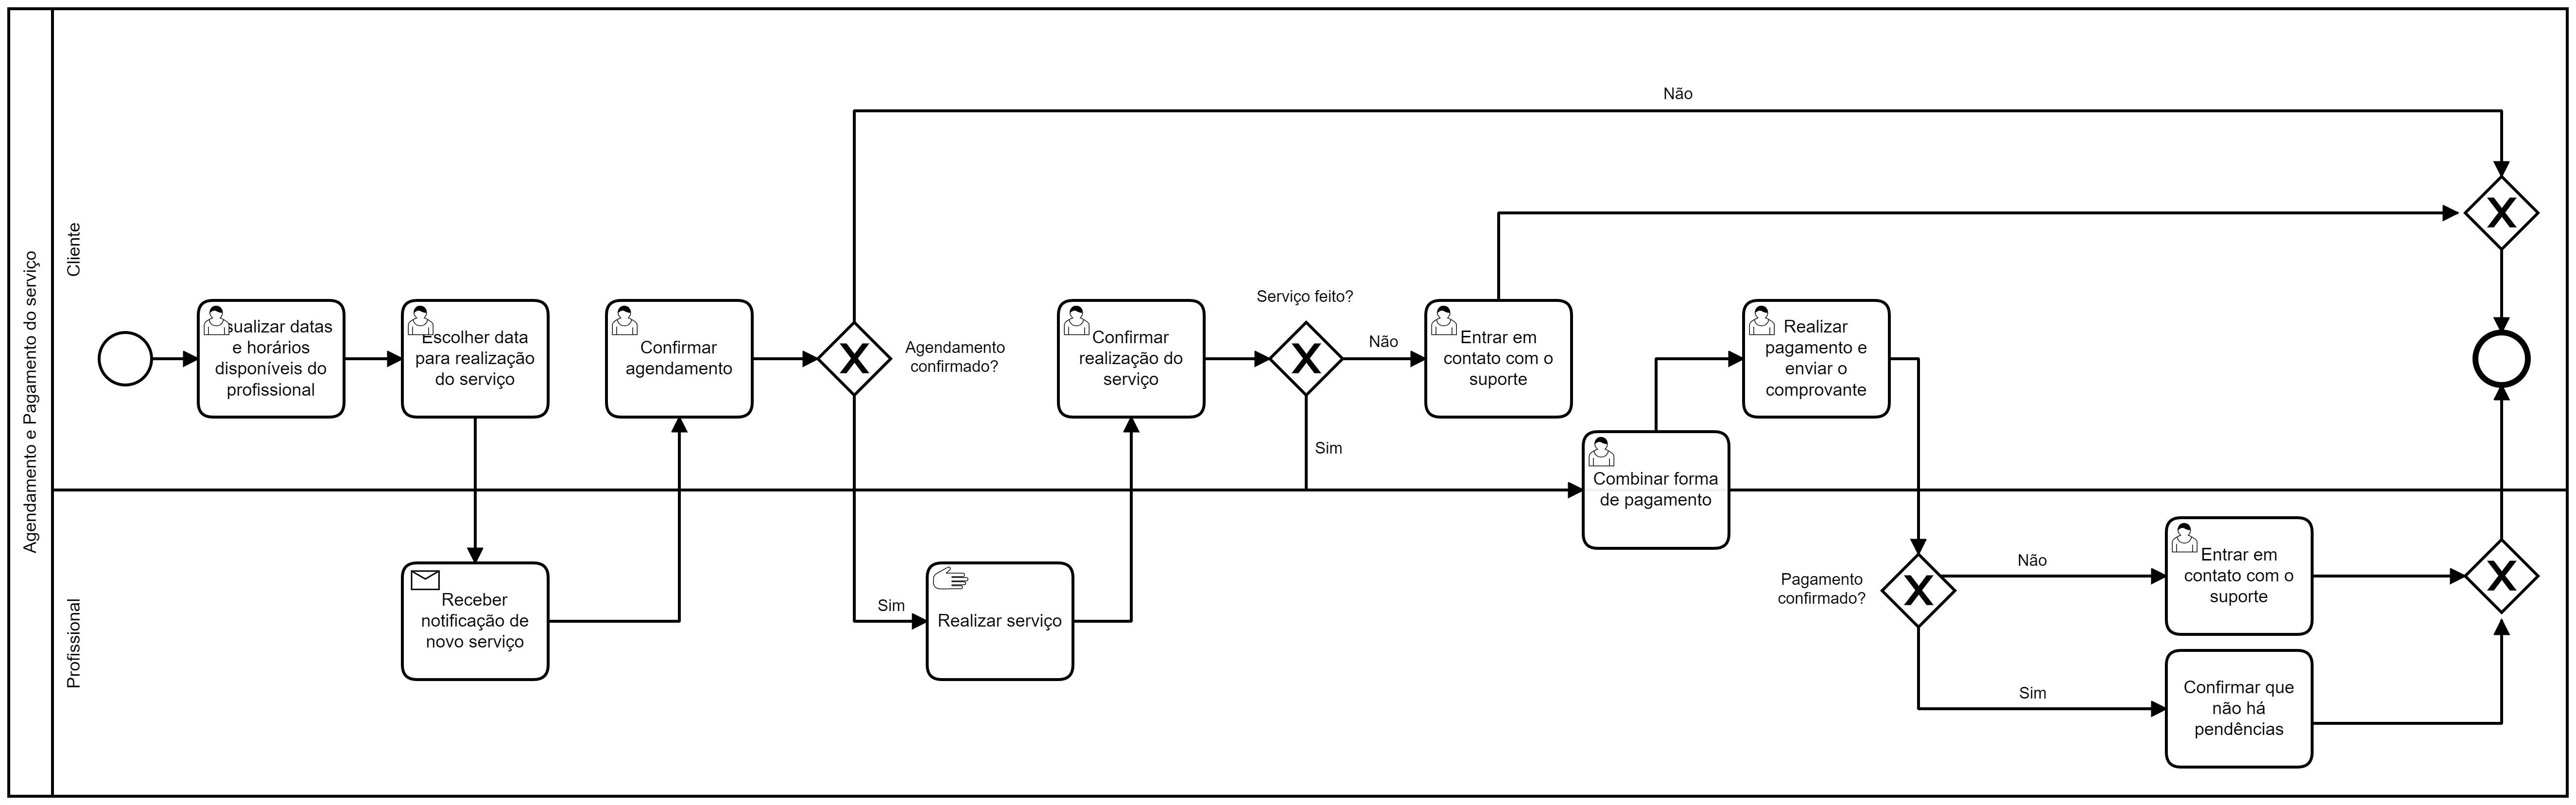 Agendamento e Pagamento do serviço
Cliente
Profissional
sualizar datas
e horários
disponíveis do
profissional
Escolher data
para realização
do serviço
Receber
notificação de
novo serviço
Confirmar
agendamento
Agendamento
confirmado?
Não
Sim
Realizar serviço
Confirmar
realização do
serviço
Serviço feito?
Não
Sim
Entrar em
contato com o
suporte
Combinar forma
de pagamento
Realizar
pagamento e
enviar o
comprovante
Pagamento
confirmado?
Não
Sim
Entrar em
contato com o
suporte
Confirmar que
não há
pendências